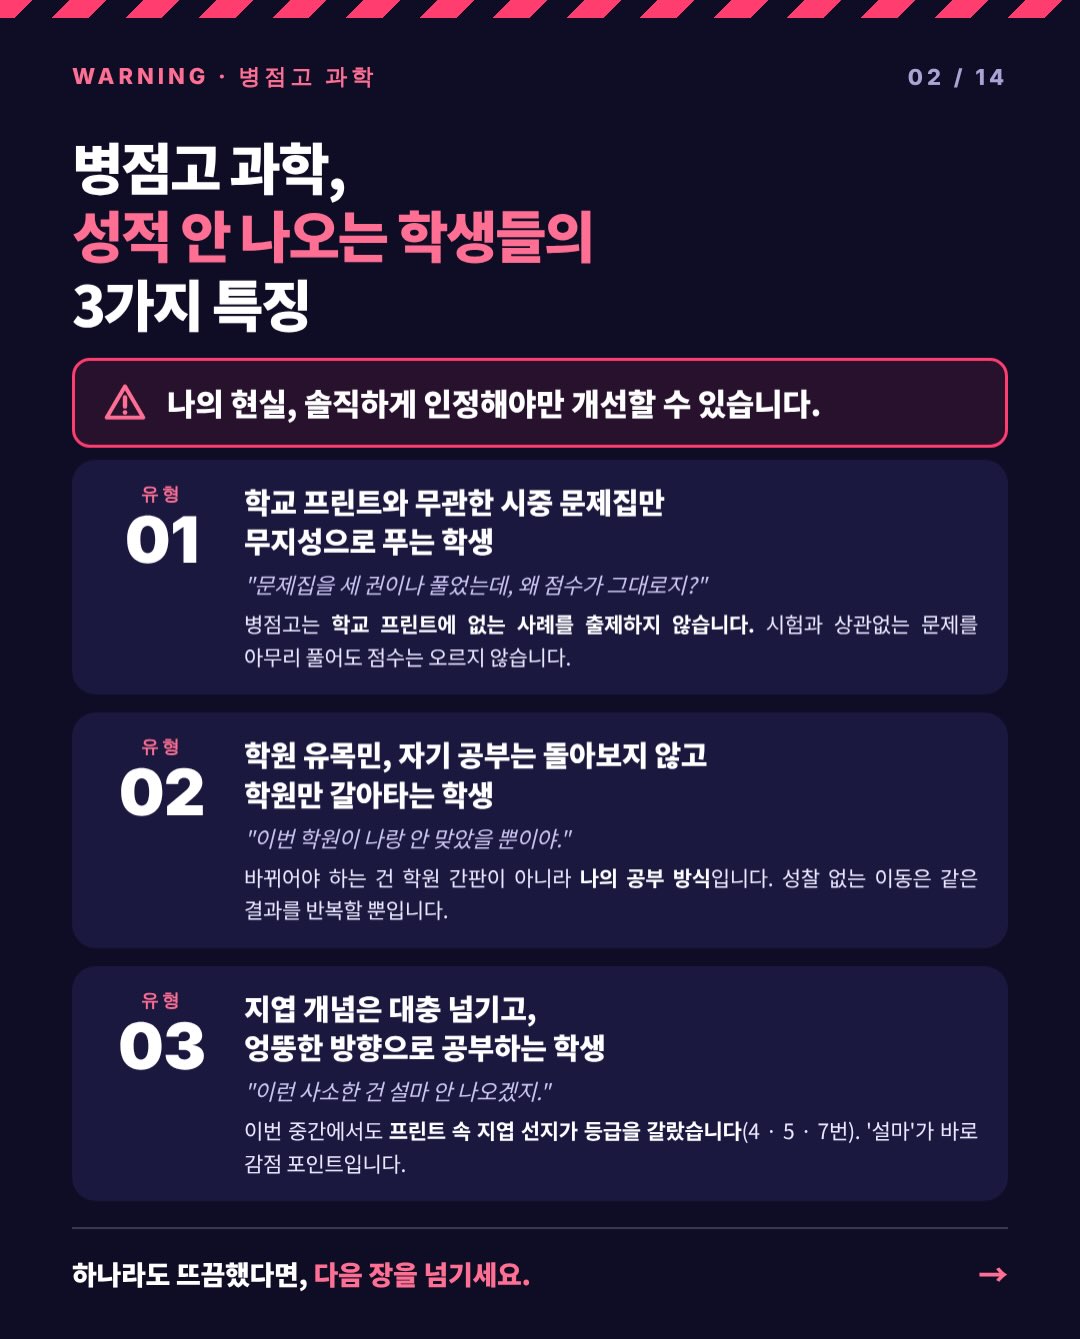 WARNING · 병점고 과학
02 / 14
병점고 과학,
성적 안 나오는 학생들의
3가지 특징
나의 현실, 솔직하게 인정해야만 개선할 수 있습니다.
유형
01
학교 프린트와 무관한 시중 문제집만
무지성으로 푸는 학생
"문제집을 세 권이나 풀었는데, 왜 점수가 그대로지?"
병점고는 학교 프린트에 없는 사례를 출제하지 않습니다. 시험과 상관없는 문제를
아무리 풀어도 점수는 오르지 않습니다.
유형
02
학원 유목민, 자기 공부는 돌아보지 않고
학원만 갈아타는 학생
"이번 학원이 나랑 안 맞았을 뿐이야."
바뀌어야 하는 건 학원 간판이 아니라 나의 공부 방식입니다. 성찰 없는 이동은 같은
결과를 반복할 뿐입니다.
유형
03
지엽 개념은 대충 넘기고,
엉뚱한 방향으로 공부하는 학생
"이런 사소한 건 설마 안 나오겠지."
이번 중간에서도 프린트 속 지엽 선지가 등급을 갈랐습니다(4 · 5 · 7번). '설마'가 바로
감점 포인트입니다.
하나라도 뜨끔했다면, 다음 장을 넘기세요. →